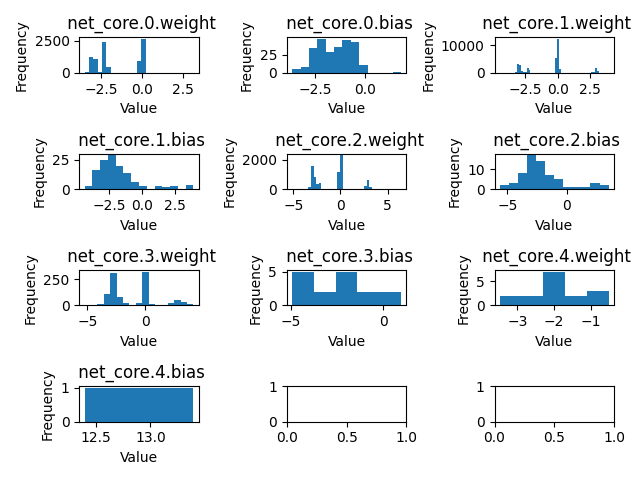 net_core.0.weight
net_core.0.bias
net_core.1.weight
Frequency
2500
0
Frequency
25
0
Frequency
10000
0
−2.5 0.0 2.5
−2.5 0.0
−2.5 0.0 2.5
Value
Value
Value
net_core.1.bias
net_core.2.weight
net_core.2.bias
Frequency
25
0
Frequency
2000
0
Frequency
10
0
−2.5 0.0 2.5
−5 0 5
−5 0
Value
Value
Value
net_core.3.weight
net_core.3.bias
net_core.4.weight
Frequency
250
0
Frequency
5
0
Frequency
5
0
−5 0
−5 0
−3 −2 −1
Value
Value
Value
net_core.4.bias
Frequency
1
0
1
0
1
0
12.5 13.0
0.0 0.5 1.0
0.0 0.5 1.0
Value